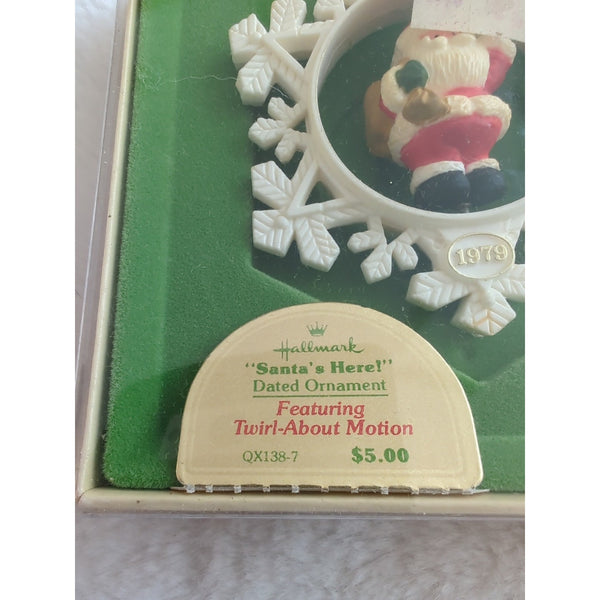 1979
Hallmark
"Santa's Here!"
Dated Ornament
Featuring
Twirl-About Motion
QX138-7 $5.00